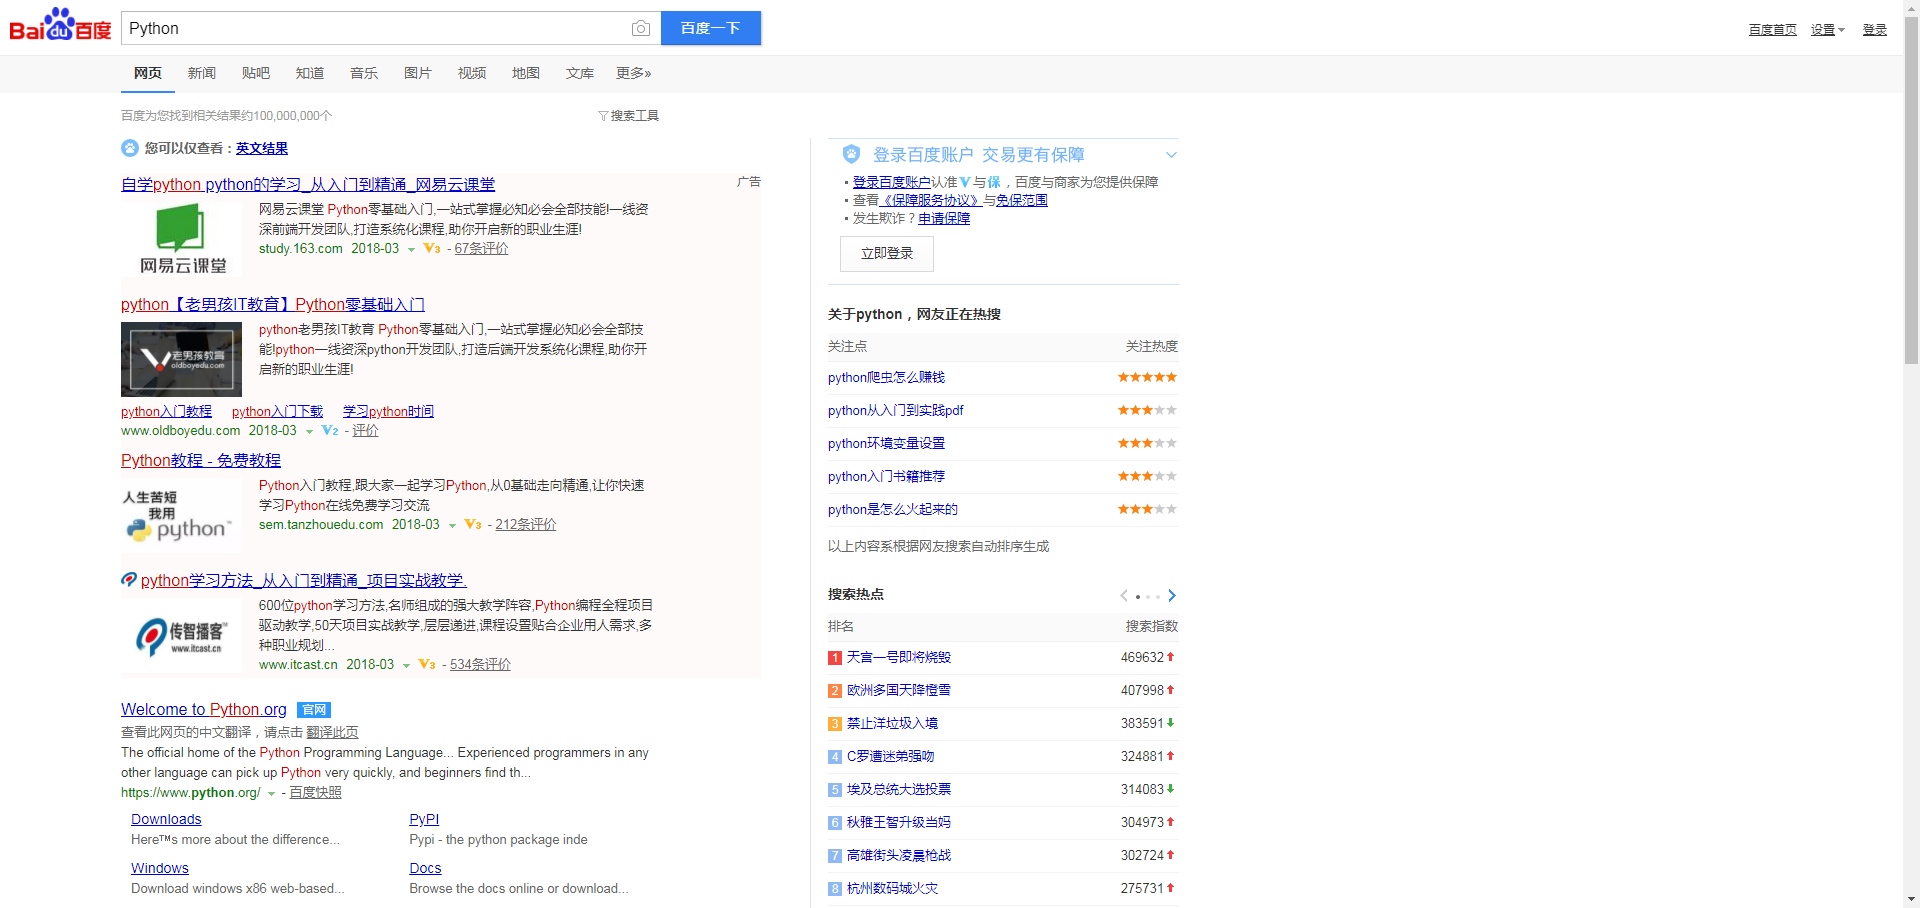 Baidu百度
Python
百度一下
百度首页 设置 登录
网页 新闻 贴吧 知道 音乐 图片 视频 地图 文库 更多»
百度为您找到相关结果约100,000,000个
搜索工具
您可以仅查看：英文结果
自学python python的学习_从入门到精通_网易云课堂
广告
网易云课堂
网易云课堂 Python零基础入门,一站式掌握必知必会全部技能!一线资
深前端开发团队,打造系统化课程,助你开启新的职业生涯!
study.163.com 2018-03 V3 - 67条评价
python【老男孩IT教育】Python零基础入门
老男孩教育
oldboyedu.com
python老男孩IT教育 Python零基础入门,一站式掌握必知必会全部技
能!python一线资深python开发团队,打造后端开发系统化课程,助你开
启新的职业生涯!
python入门教程 python入门下载 学习python时间
www.oldboyedu.com 2018-03 V2 - 评价
Python教程 - 免费教程
人生苦短
我用
python™
Python入门教程,跟大家一起学习Python,从0基础走向精通,让你快速
学习Python在线免费学习交流
sem.tanzhouedu.com 2018-03 V3 - 212条评价
python学习方法_从入门到精通_项目实战教学.
传智播客
www.itcast.cn
600位python学习方法,名师组成的强大教学阵容,Python编程全程项目
驱动教学,50天项目实战教学,层层递进,课程设置贴合企业用人需求,多
种职业规划...
www.itcast.cn 2018-03 V3 - 534条评价
Welcome to Python.org 官网
查看此网页的中文翻译，请点击 翻译此页
The official home of the Python Programming Language... Experienced programmers in any
other language can pick up Python very quickly, and beginners find th...
https://www.python.org/ - 百度快照
Downloads
Here™s more about the difference...
PyPI
Pypi - the python package inde
Windows
Download windows x86 web-based...
Docs
Browse the docs online or download...
登录百度账户 交易更有保障
登录百度账户认准V与保，百度与商家为您提供保障
查看《保障服务协议》与免保范围
发生欺诈？申请保障
立即登录
关于python，网友正在热搜
关注点 关注热度
python爬虫怎么赚钱
python从入门到实践pdf
python环境变量设置
python入门书籍推荐
python是怎么火起来的
以上内容系根据网友搜索自动排序生成
搜索热点
排名 搜索指数
1 天宫一号即将烧毁 469632
2 欧洲多国天降橙雪 407998
3 禁止洋垃圾入境 383591
4 C罗遭迷弟强吻 324881
5 埃及总统大选投票 314083
6 秋雅王智升级当妈 304973
7 高雄街头凌晨枪战 302724
8 杭州数码城火灾 275731